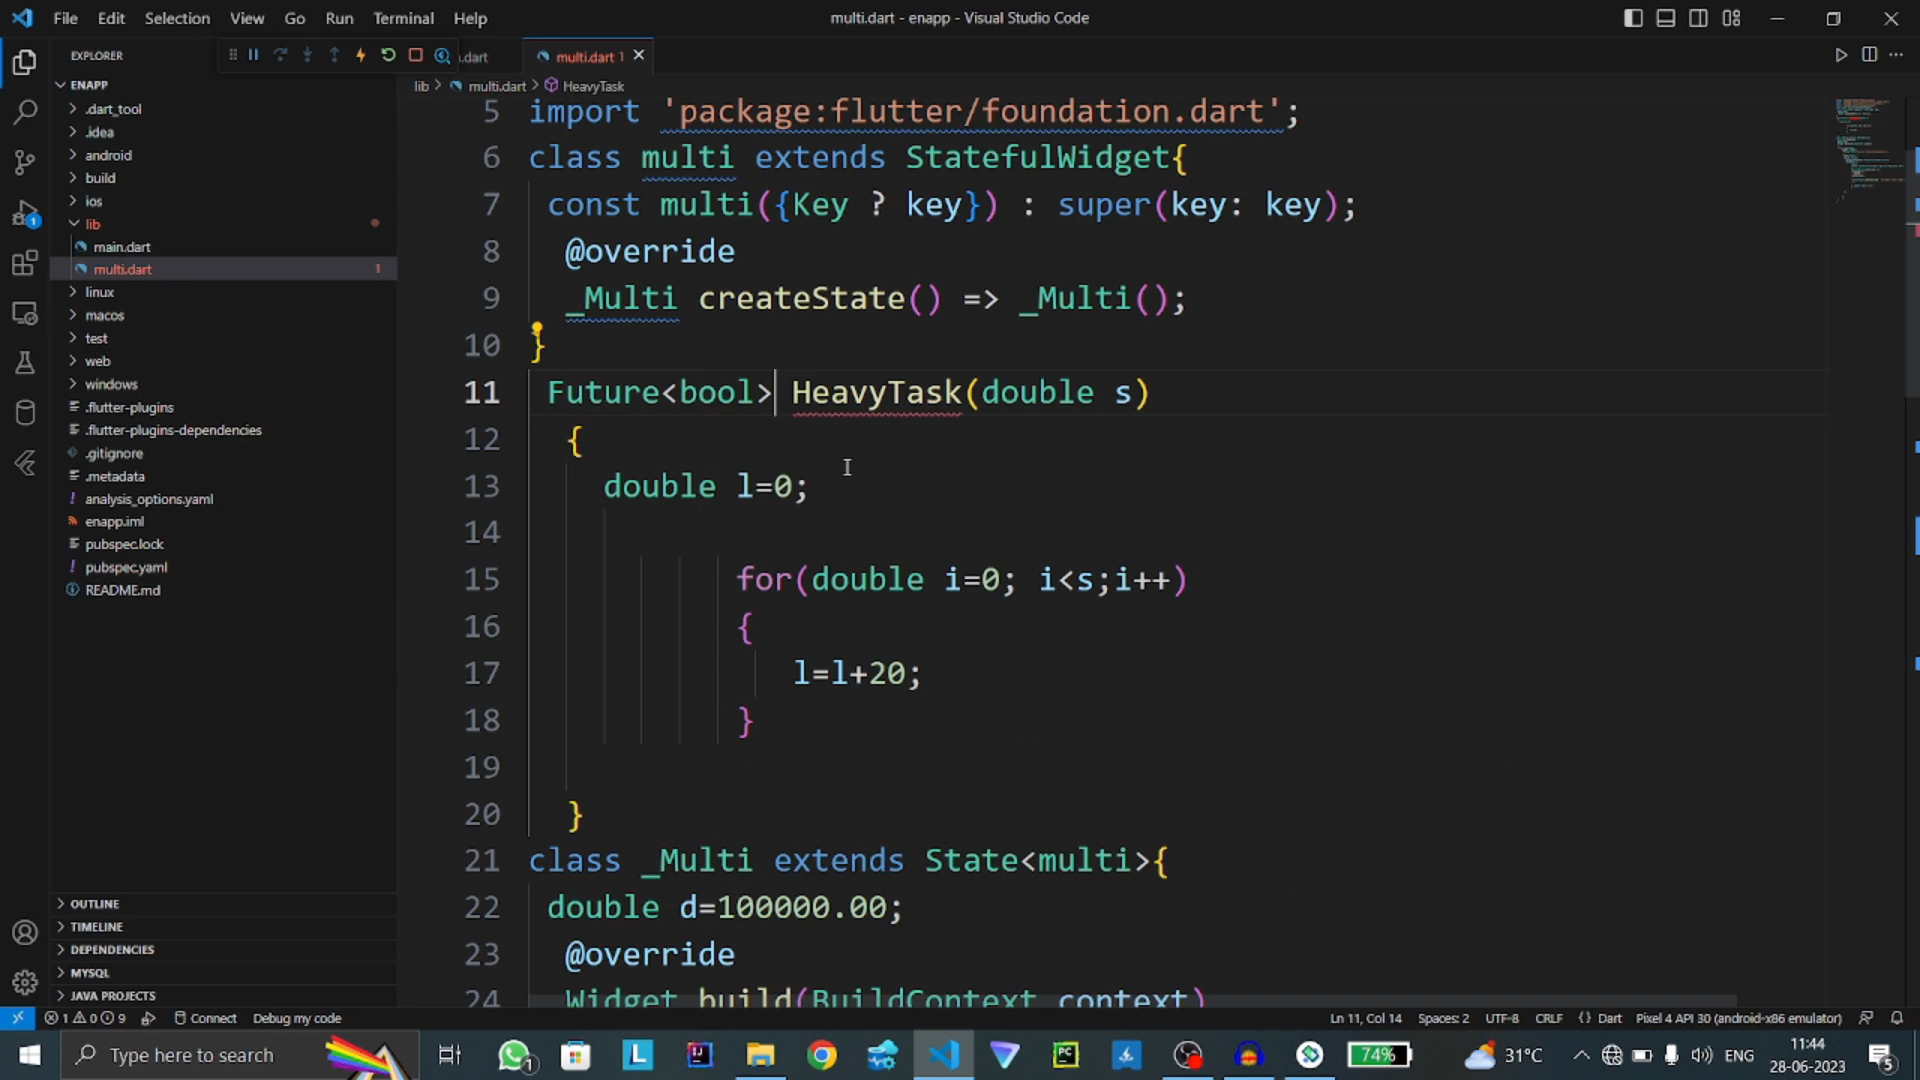 File Edit Selection View Go Run Terminal Help
multi.dart - enapp - Visual Studio Code
EXPLORER
.dart
multi.dart 1
ENAPP
.dart_tool
.idea
android
build
ios
lib
main.dart
multi.dart 1
linux
macos
test
web
windows
.flutter-plugins
.flutter-plugins-dependencies
.gitignore
.metadata
analysis_options.yaml
enapp.iml
pubspec.lock
pubspec.yaml
README.md
OUTLINE
TIMELINE
DEPENDENCIES
MYSQL
JAVA PROJECTS
lib > multi.dart > HeavyTask
5 import 'package:flutter/foundation.dart';
6 class multi extends StatefulWidget{
7 const multi({Key ? key}) : super(key: key);
8 @override
9 _Multi createState() => _Multi();
10 }
11 Future<bool> HeavyTask(double s)
12 {
13 double l=0;
14
15 for(double i=0; i<s;i++)
16 {
17 l=l+20;
18 }
19
20 }
21 class _Multi extends State<multi>{
22 double d=100000.00;
23 @override
24 Widget build(BuildContext context)
1 0 9 Connect Debug my code
Ln 11, Col 14 Spaces: 2 UTF-8 CRLF {} Dart Pixel 4 API 30 (android-x86 emulator)
Type here to search
74%
31°C
ENG
11:44
28-06-2023
5